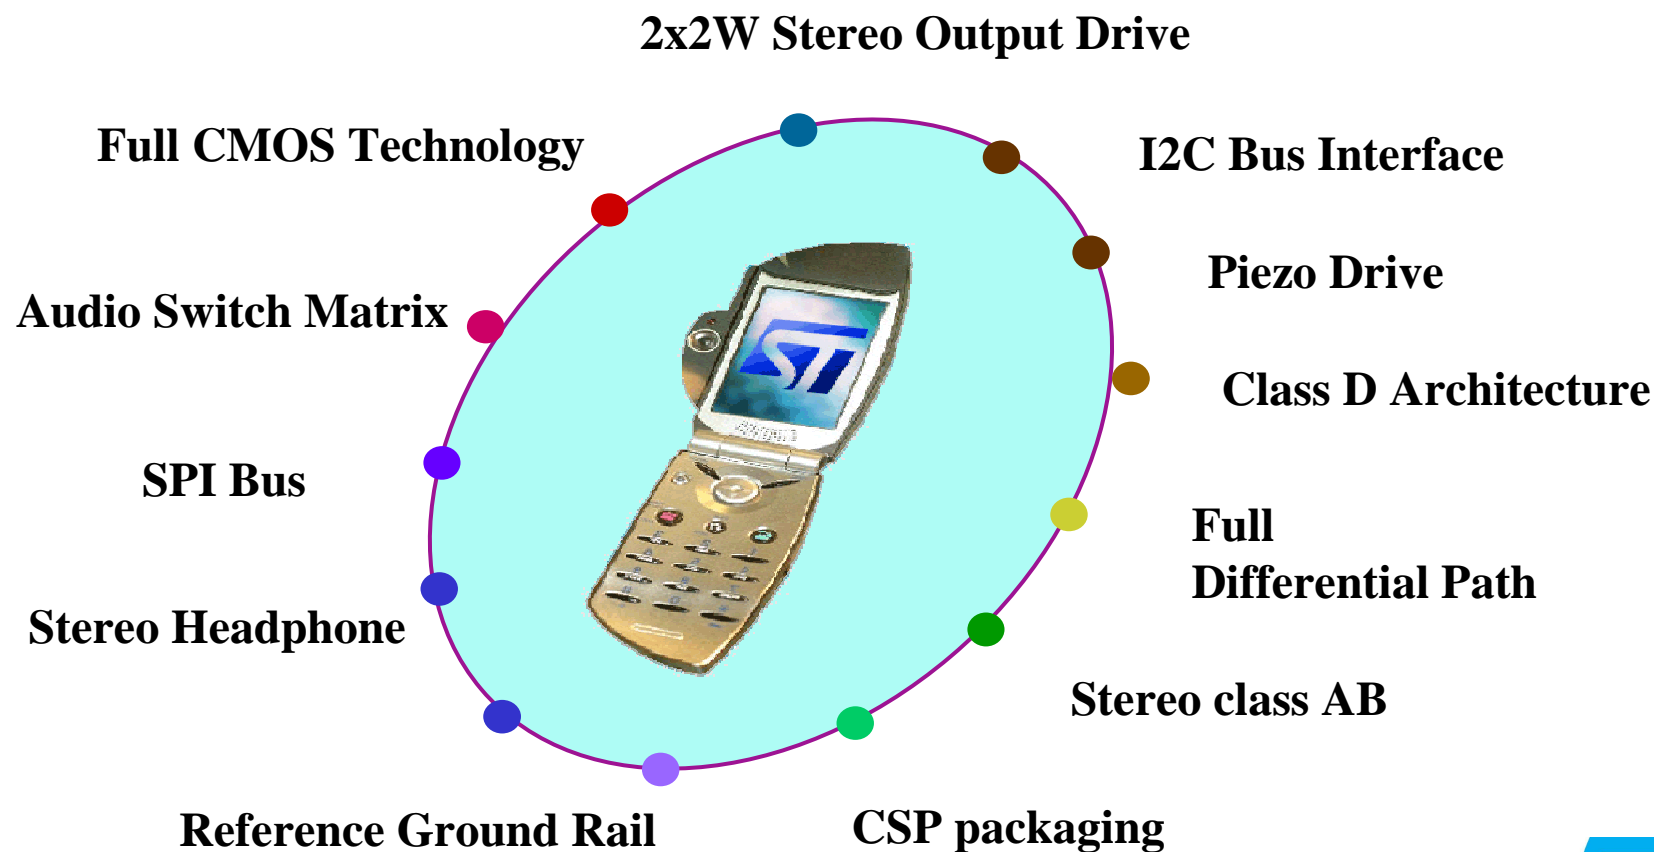 2x2W Stereo Output Drive
Full CMOS Technology
I2C Bus Interface
Piezo Drive
Audio Switch Matrix
ST
Class D Architecture
SPI Bus
Full
Differential Path
Stereo Headphone
Stereo class AB
Reference Ground Rail
CSP packaging